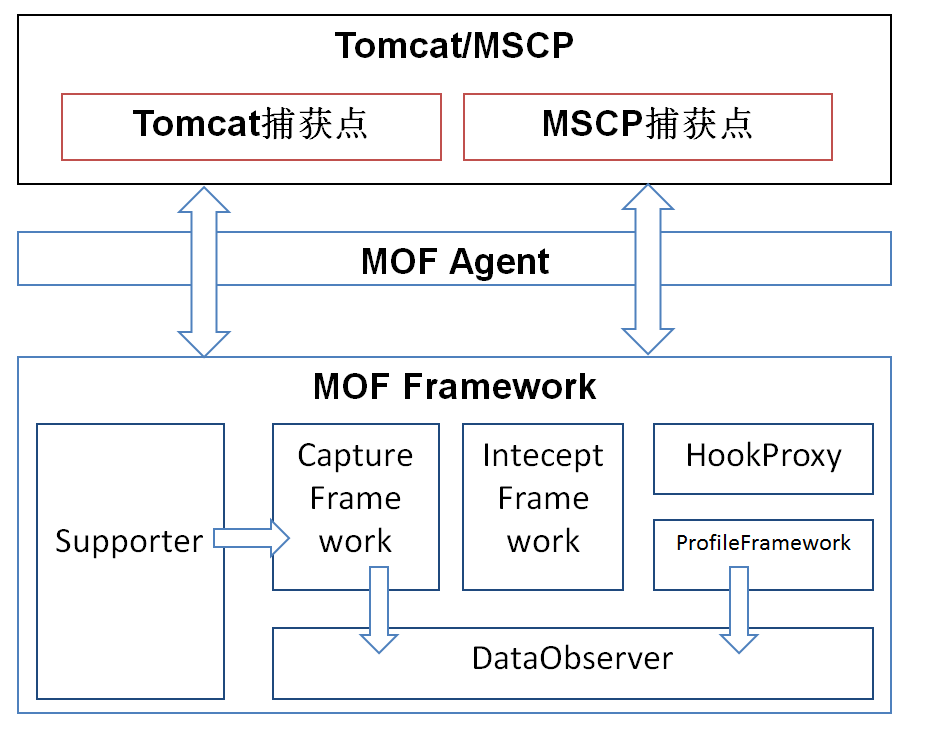 Tomcat/MSCP
Tomcat捕获点
MSCP捕获点
MOF Agent
MOF Framework
Supporter
Capture
Frame
work
Intecept
Frame
work
HookProxy
ProfileFramework
DataObserver